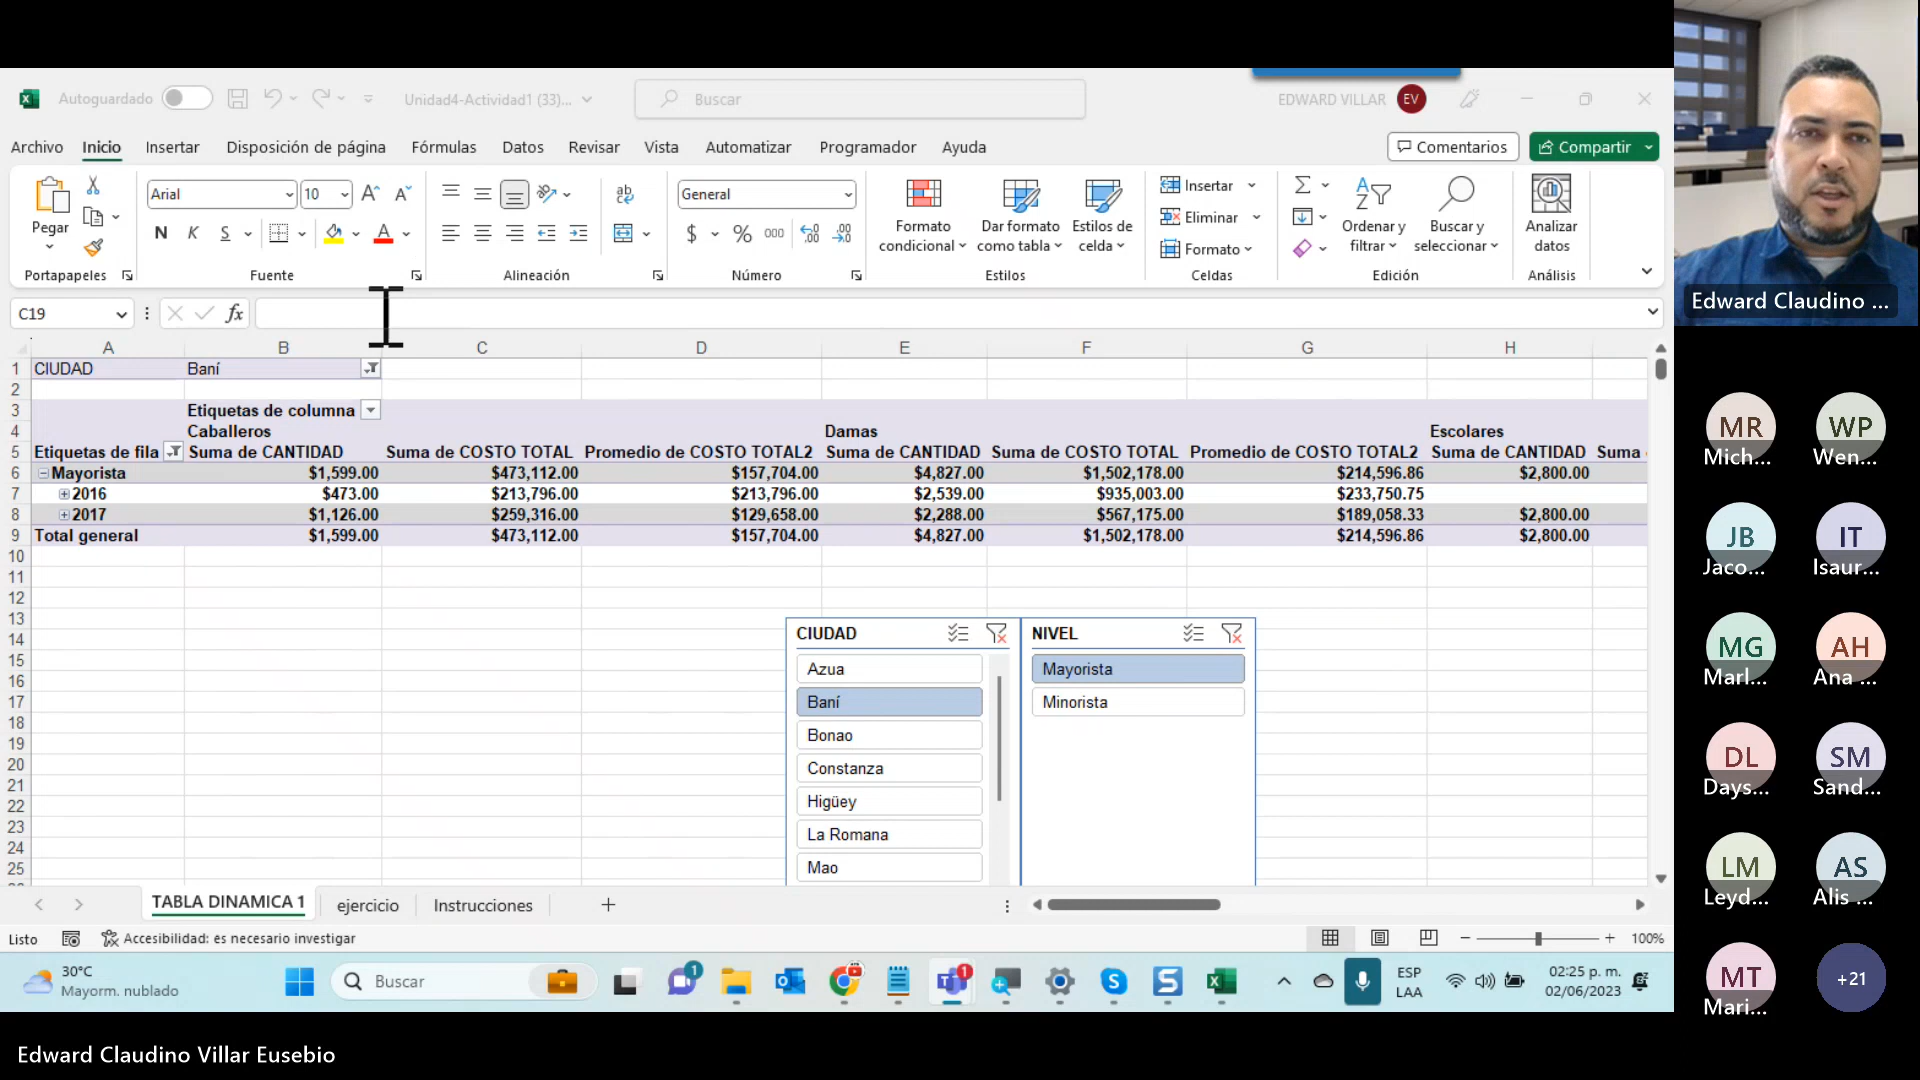 Autoguardado
Unidad4-Actividad1 (33)...
Buscar
EDWARD VILLAR EV
Archivo Inicio Insertar Disposición de página Fórmulas Datos Revisar Vista Automatizar Programador Ayuda
Comentarios Compartir
Pegar
Arial 10
General
Formato condicional
Dar formato como tabla
Estilos de celda
Insertar
Eliminar
Formato
Ordenar y filtrar
Buscar y seleccionar
Analizar datos
Portapapeles Fuente Alineación Número Estilos Celdas Edición Análisis
C19 fx
A B C D E F G H
1 CIUDAD Baní
2
3 Etiquetas de columna
4 Caballeros Damas Escolares
5 Etiquetas de fila Suma de CANTIDAD Suma de COSTO TOTAL Promedio de COSTO TOTAL2 Suma de CANTIDAD Suma de COSTO TOTAL Promedio de COSTO TOTAL2 Suma de CANTIDAD Suma
6 Mayorista $1,599.00 $473,112.00 $157,704.00 $4,827.00 $1,502,178.00 $214,596.86 $2,800.00
7 2016 $473.00 $213,796.00 $213,796.00 $2,539.00 $935,003.00 $233,750.75
8 2017 $1,126.00 $259,316.00 $129,658.00 $2,288.00 $567,175.00 $189,058.33 $2,800.00
9 Total general $1,599.00 $473,112.00 $157,704.00 $4,827.00 $1,502,178.00 $214,596.86 $2,800.00
10
11
12
13
14
15
16
17
18
19
20
21
22
23
24
25
CIUDAD
Azua
Baní
Bonao
Constanza
Higüey
La Romana
Mao
NIVEL
Mayorista
Minorista
TABLA DINAMICA 1 ejercicio Instrucciones
Listo Accesibilidad: es necesario investigar 100%
30°C
Mayorm. nublado
Buscar
1
1
ESP
LAA
02:25 p. m.
02/06/2023
Edward Claudino ...
MR
Mich...
WP
Wen...
JB
Jaco...
IT
Isaur...
MG
Marl...
AH
Ana ...
DL
Days...
SM
Sand...
LM
Leyd...
AS
Alis ...
MT
Mari...
+21
Edward Claudino Villar Eusebio